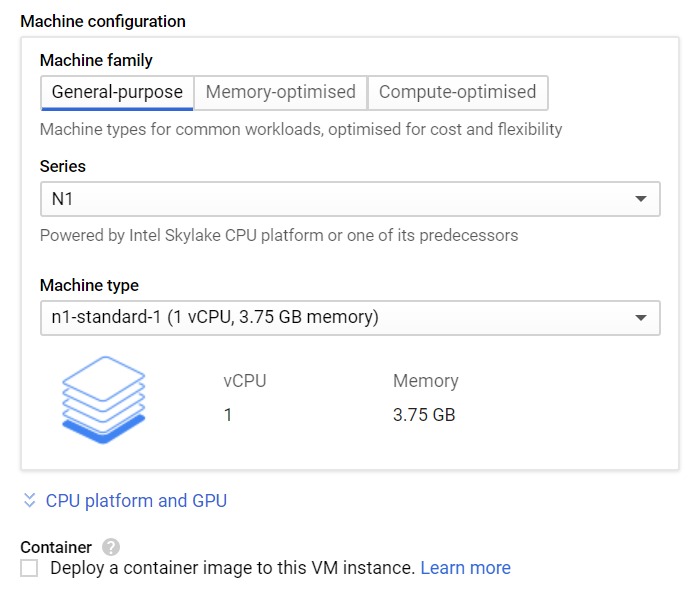 Machine configuration
Machine family
General-purpose Memory-optimised Compute-optimised
Machine types for common workloads, optimised for cost and flexibility
Series
N1
Powered by Intel Skylake CPU platform or one of its predecessors
Machine type
n1-standard-1 (1 vCPU, 3.75 GB memory)
vCPU Memory
1 3.75 GB
CPU platform and GPU
Container ?
Deploy a container image to this VM instance. Learn more